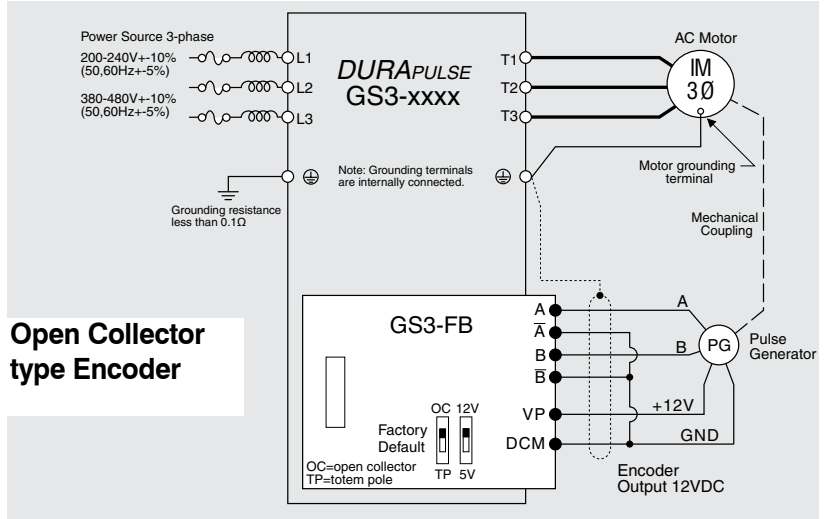 Power Source 3-phase
200-240V+-10%
(50,60Hz+-5%)
380-480V+-10%
(50,60Hz+-5%)
L1
L2
L3
DURAPULSE
GS3-xxxx
T1
T2
T3
AC Motor
IM
3Ø
Note: Grounding terminals
are internally connected.
Grounding resistance
less than 0.1Ω
Motor grounding
terminal
Mechanical
Coupling
Open Collector
type Encoder
GS3-FB
A
A̅
B
B̅
VP
DCM
A
B
+12V
GND
PG
Pulse
Generator
OC 12V
Factory
Default
OC=open collector
TP=totem pole
TP 5V
Encoder
Output 12VDC